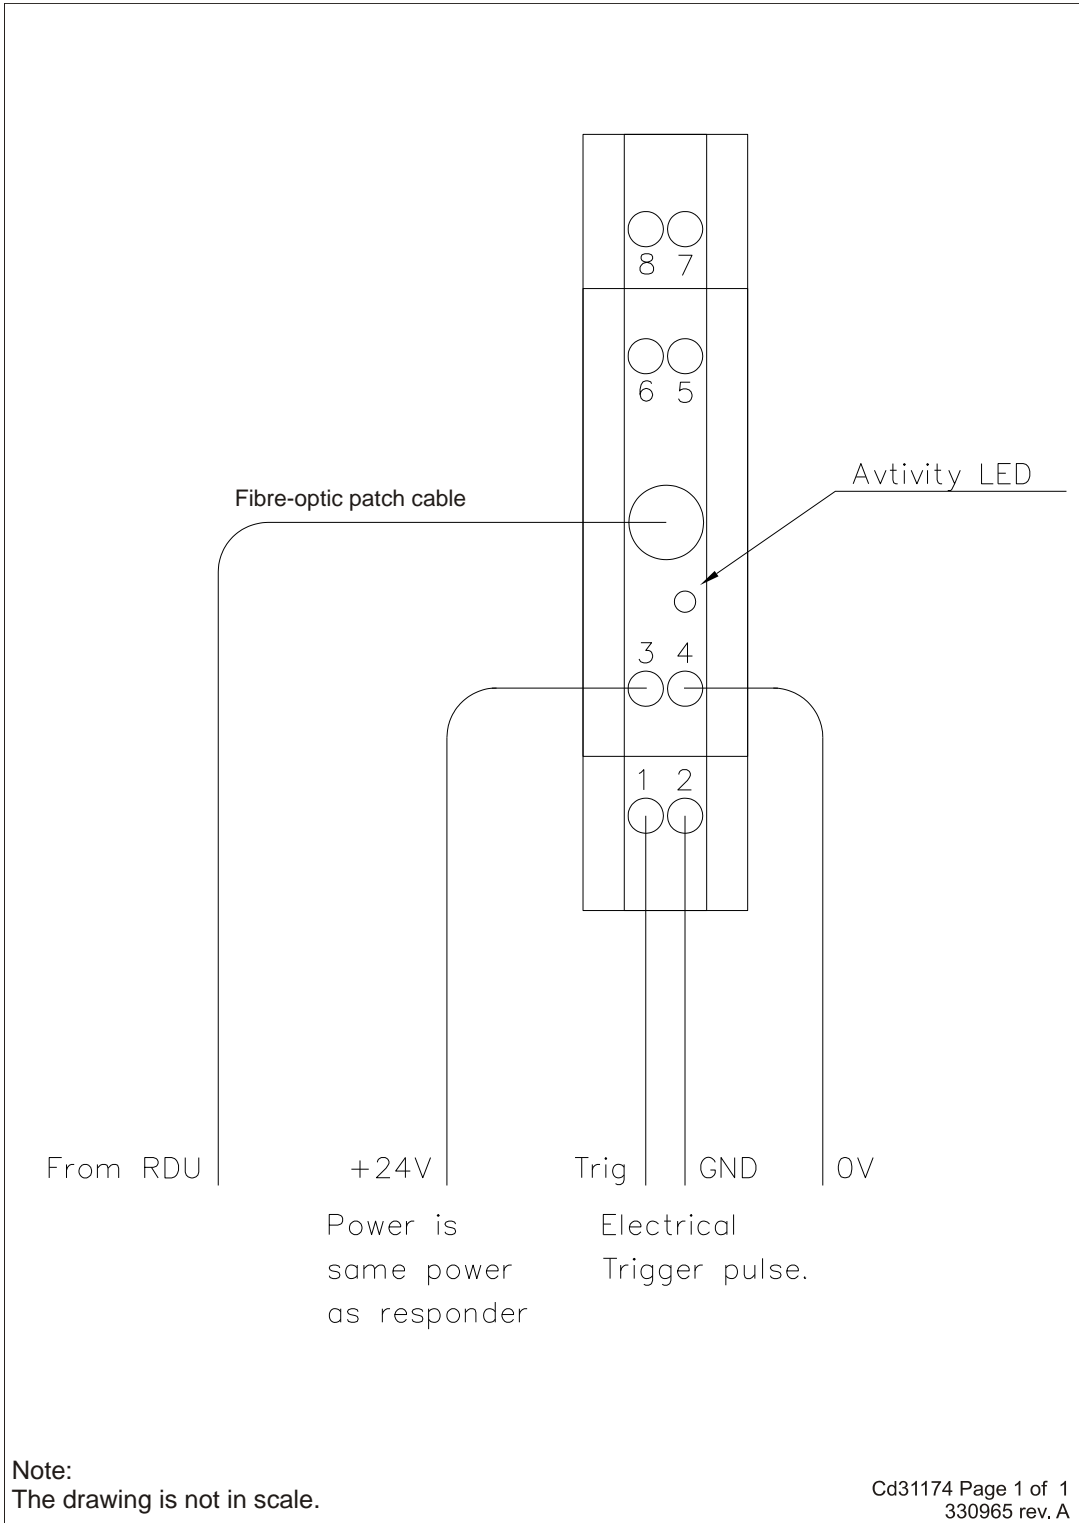 8 7
6 5
Avtivity LED
Fibre-optic patch cable
3 4
1 2
From RDU
+24V
Trig
GND
0V
Power is
same power
as responder
Electrical
Trigger pulse.
Note:
The drawing is not in scale.
Cd31174 Page 1 of 1
330965 rev. A